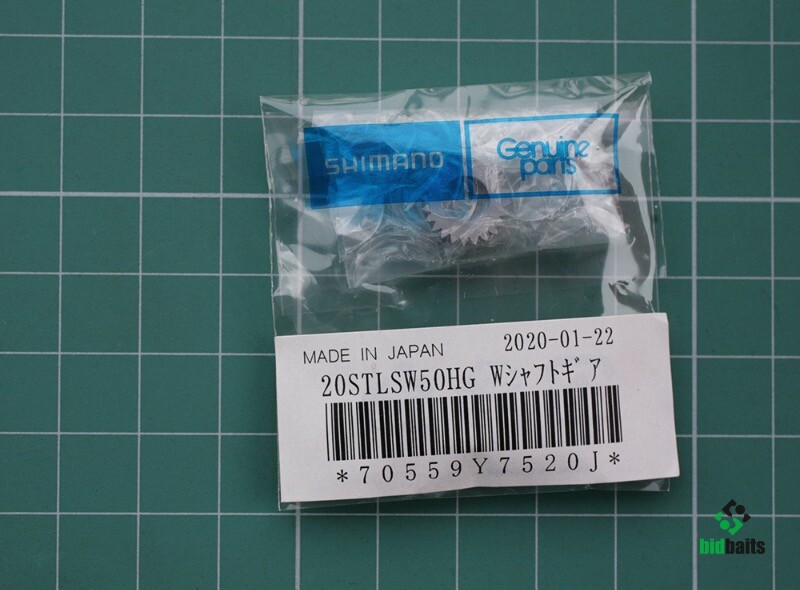 SHIMANO
Genuine
parts
MADE IN JAPAN 2020-01-22
20STLSW50HG Wシャフトギア
*70559Y7520J*
bidbaits